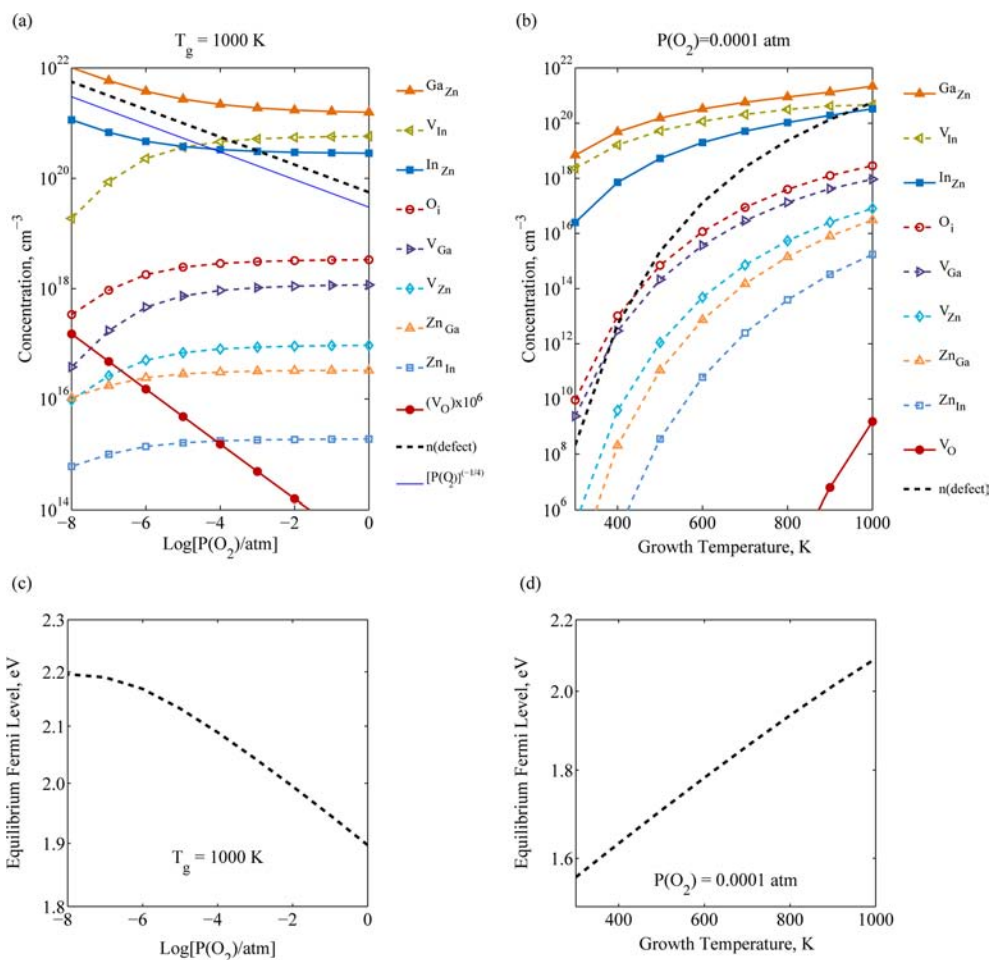 (a)
T_g = 1000 K
10^22
10^20
10^18
10^16
10^14
Concentration, cm^−3
−8 −6 −4 −2 0
Log[P(O_2)/atm]
Ga_Zn
V_In
In_Zn
O_i
V_Ga
V_Zn
Zn_Ga
Zn_In
(V_O)x10^6
n(defect)
[P(O_2)]^(−1/4)
(b)
P(O_2)=0.0001 atm
10^22
10^20
10^18
10^16
10^14
10^12
10^10
10^8
10^6
Concentration, cm^−3
400 600 800 1000
Growth Temperature, K
Ga_Zn
V_In
In_Zn
O_i
V_Ga
V_Zn
Zn_Ga
Zn_In
V_O
n(defect)
(c)
2.3
2.2
2.1
2.0
1.9
1.8
Equilibrium Fermi Level, eV
T_g = 1000 K
−8 −6 −4 −2 0
Log[P(O_2)/atm]
(d)
2.2
2.0
1.8
1.6
Equilibrium Fermi Level, eV
P(O_2) = 0.0001 atm
400 600 800 1000
Growth Temperature, K